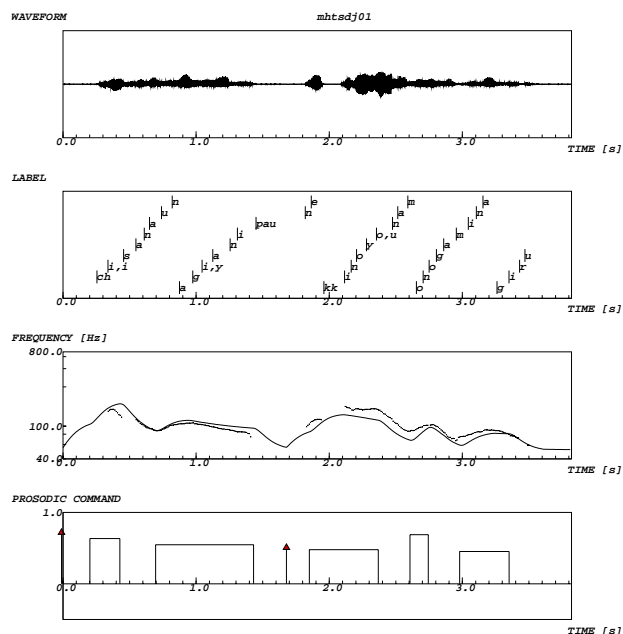 WAVEFORM mhtsdj01
0.0 1.0 2.0 3.0
TIME [s]
LABEL
n e m a
u n a n
a pau n i
n i o,u m
a n y a
s a o g u
i,i i,y n o r
ch g i n i
a kk o g
0.0 1.0 2.0 3.0
TIME [s]
FREQUENCY [Hz]
800.0
100.0
40.0
0.0 1.0 2.0 3.0
TIME [s]
PROSODIC COMMAND
1.0
0.0 1.0 2.0 3.0
TIME [s]